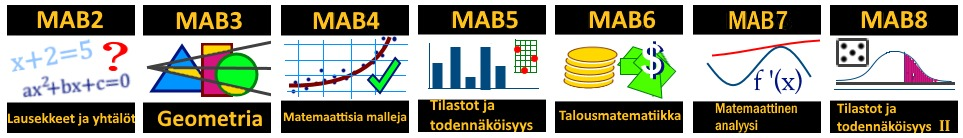 MAB2
x+2=5 ?
ax²+bx+c=0
Lausekkeet ja yhtälöt
MAB3
Geometria
MAB4
Matemaattisia malleja
MAB5
Tilastot ja
todennäköisyys
MAB6
$
Talousmatematiikka
MAB7
f '(x)
Matemaattinen
analyysi
MAB8
Tilastot ja
todennäköisyys II